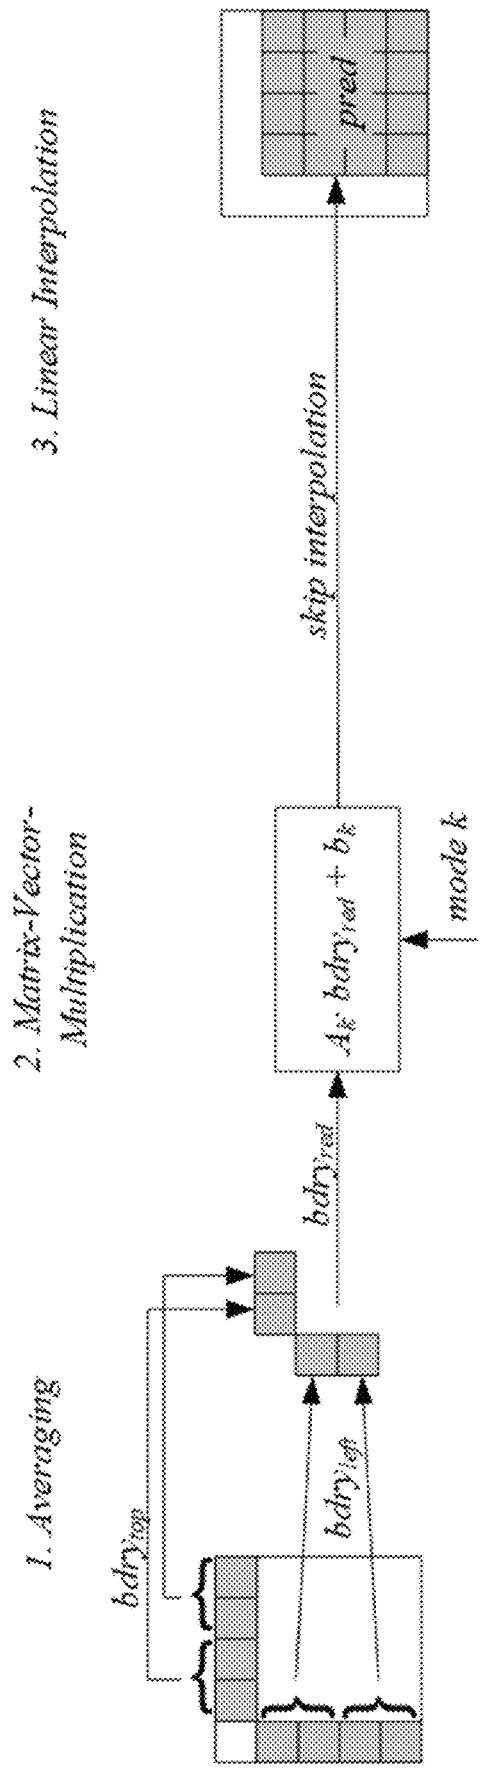 1. Averaging
2. Matrix-Vector-
Multiplication
3. Linear Interpolation
bdry_top
bdry_left
bdry_red
A_k bdry_red + b_k
mode k
skip interpolation
pred